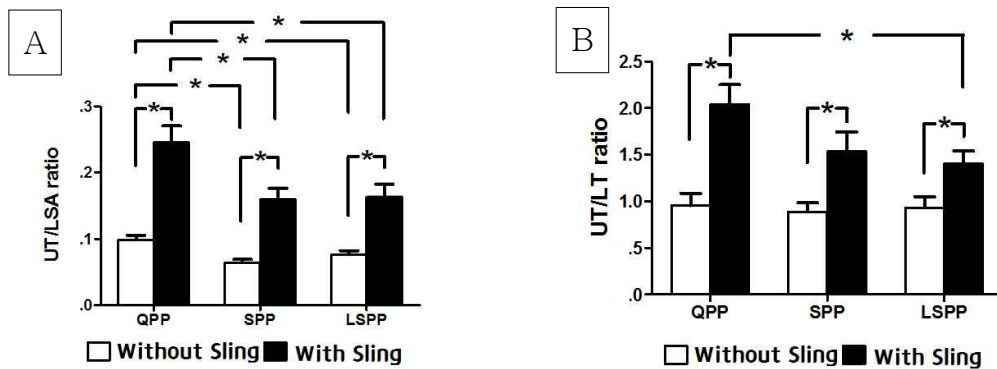 A
*
*
*
*
*
*
*
UT/LSA ratio
.3
.2
.1
.0
QPP SPP LSPP
Without Sling With Sling
B
*
*
*
*
UT/LT ratio
2.5
2.0
1.5
1.0
.5
.0
QPP SPP LSPP
Without Sling With Sling